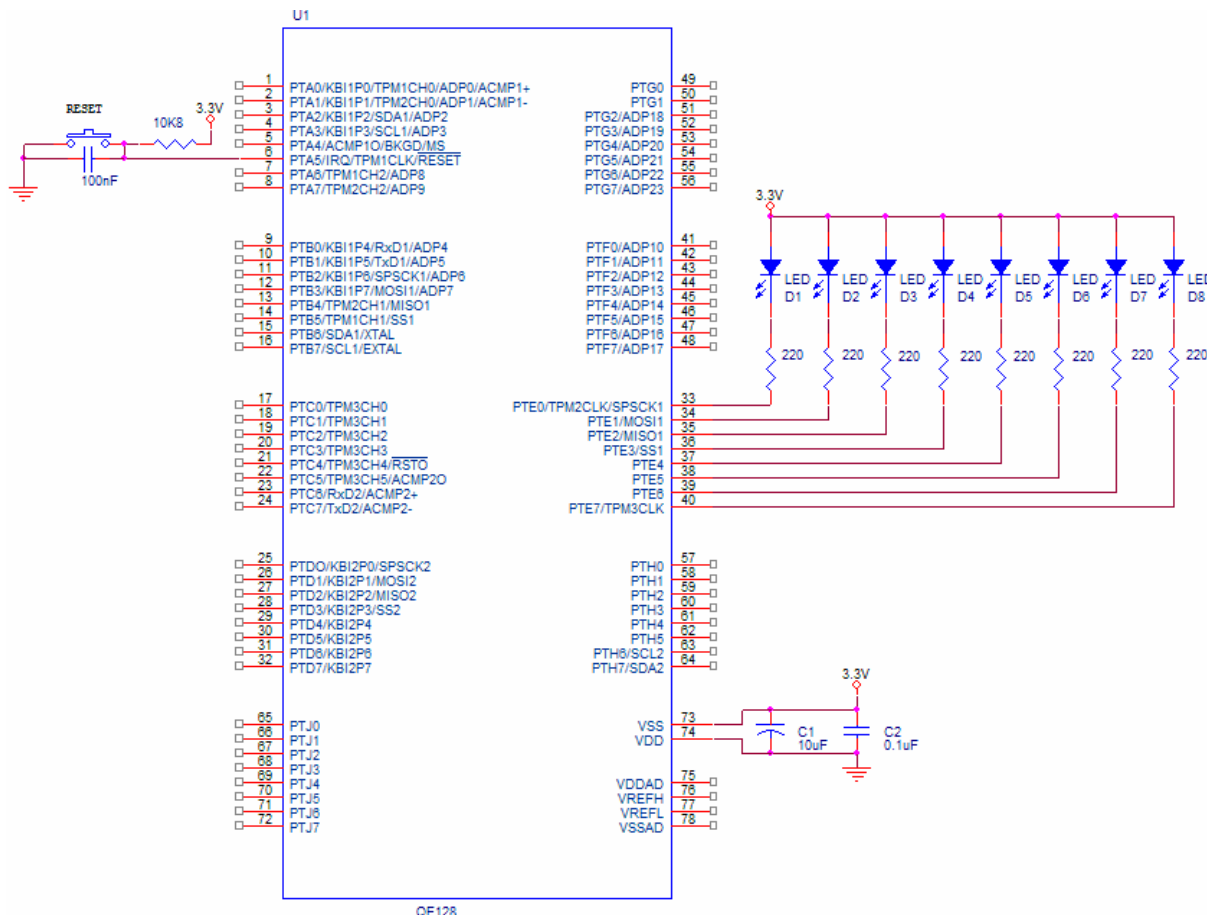 U1
1 PTA0/KBI1P0/TPM1CH0/ADP0/ACMP1+
2 PTA1/KBI1P1/TPM2CH0/ADP1/ACMP1-
3 PTA2/KBI1P2/SDA1/ADP2
4 PTA3/KBI1P3/SCL1/ADP3
5 PTA4/ACMP1O/BKGD/MS
6 PTA5/IRQ/TPM1CLK/RESET
7 PTA6/TPM1CH2/ADP8
8 PTA7/TPM2CH2/ADP9
RESET
10K8
3.3V
100nF
9 PTB0/KBI1P4/RxD1/ADP4
10 PTB1/KBI1P5/TxD1/ADP5
11 PTB2/KBI1P6/SPSCK1/ADP6
12 PTB3/KBI1P7/MOSI1/ADP7
13 PTB4/TPM2CH1/MISO1
14 PTB5/TPM1CH1/SS1
15 PTB6/SDA1/XTAL
16 PTB7/SCL1/EXTAL
17 PTC0/TPM3CH0
18 PTC1/TPM3CH1
19 PTC2/TPM3CH2
20 PTC3/TPM3CH3
21 PTC4/TPM3CH4/RSTO
22 PTC5/TPM3CH5/ACMP2O
23 PTC6/RxD2/ACMP2+
24 PTC7/TxD2/ACMP2-
25 PTDO/KBI2P0/SPSCK2
26 PTD1/KBI2P1/MOSI2
27 PTD2/KBI2P2/MISO2
28 PTD3/KBI2P3/SS2
29 PTD4/KBI2P4
30 PTD5/KBI2P5
31 PTD6/KBI2P6
32 PTD7/KBI2P7
65 PTJ0
66 PTJ1
67 PTJ2
68 PTJ3
69 PTJ4
70 PTJ5
71 PTJ6
72 PTJ7
PTG0 49
PTG1 50
PTG2/ADP18 51
PTG3/ADP19 52
PTG4/ADP20 53
PTG5/ADP21 54
PTG6/ADP22 55
PTG7/ADP23 56
PTF0/ADP10 41
PTF1/ADP11 42
PTF2/ADP12 43
PTF3/ADP13 44
PTF4/ADP14 45
PTF5/ADP15 46
PTF6/ADP16 47
PTF7/ADP17 48
PTE0/TPM2CLK/SPSCK1 33
PTE1/MOSI1 34
PTE2/MISO1 35
PTE3/SS1 36
PTE4 37
PTE5 38
PTE6 39
PTE7/TPM3CLK 40
PTH0 57
PTH1 58
PTH2 59
PTH3 60
PTH4 61
PTH5 62
PTH6/SCL2 63
PTH7/SDA2 64
VSS 73
VDD 74
VDDAD 75
VREFH 76
VREFL 77
VSSAD 78
3.3V
LED LED LED LED LED LED LED LED
D1 D2 D3 D4 D5 D6 D7 D8
220 220 220 220 220 220 220 220
3.3V
C1
10uF
C2
0.1uF
QE128